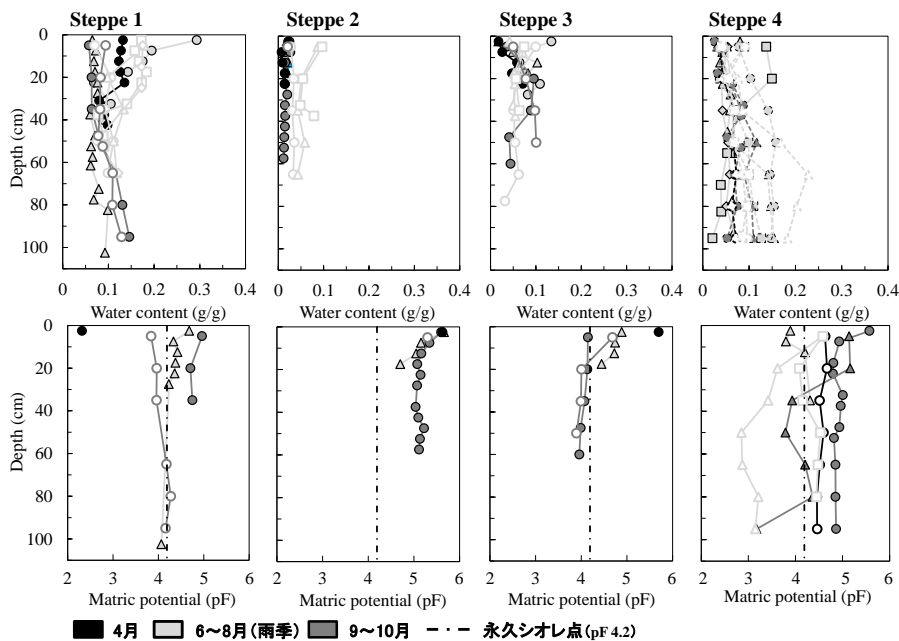 Steppe 1
Steppe 2
Steppe 3
Steppe 4
Depth (cm)
0
20
40
60
80
100
0 0.1 0.2 0.3 0.4
Water content (g/g)
0 0.1 0.2 0.3 0.4
Water content (g/g)
0 0.1 0.2 0.3 0.4
Water content (g/g)
0 0.1 0.2 0.3 0.4
Water content (g/g)
Depth (cm)
0
20
40
60
80
100
2 3 4 5 6
Matric potential (pF)
2 3 4 5 6
Matric potential (pF)
2 3 4 5 6
Matric potential (pF)
2 3 4 5 6
Matric potential (pF)
4月 6~8月(雨季) 9~10月 永久シオレ点(pF 4.2)